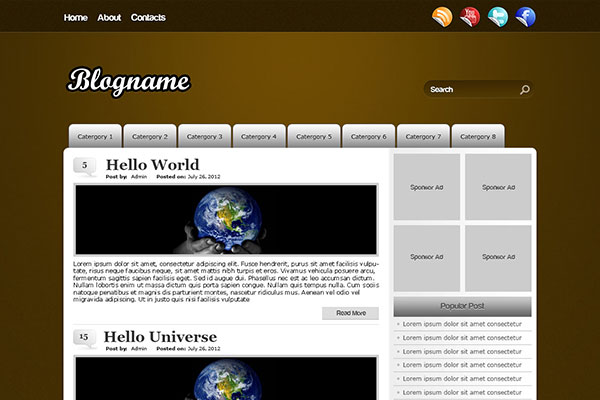 Home About Contacts
You
Blogname
Search
Catergory 1 Catergory 2 Catergory 3 Catergory 4 Catergory 5 Catergory 6 Catergory 7 Catergory 8
5 Hello World
Post by: Admin Posted on: July 26, 2012
Lorem ipsum dolor sit amet, consectetur adipiscing elit. Fusce hendrerit, purus sit amet facilisis vulpu-
tate, risus neque faucibus neque, sit amet mattis nibh turpis et eros. Vivamus vehicula posuere arcu,
fermentum sagittis sapien facilisis eget. Sed id augue dui. Phasellus nec est ac lacus accumsan dictum.
Nullam lobortis enim ut massa dictum quis porta sapien cursus. Nullam quis tempus nulla. Cum sociis
natoque penatibus et magnis dis parturient montes, nascetur ridiculus mus. Aenean vel odio vel
migravida adipiscing. Ut in justo quis nisi facilisis vulputate
Read More
15 Hello Universe
Post by: Admin Posted on: July 26, 2012
Sponsor Ad Sponsor Ad
Sponsor Ad Sponsor Ad
Popular Post
Lorem ipsum dolor sit amet consectetur
Lorem ipsum dolor sit amet consectetur
Lorem ipsum dolor sit amet consectetur
Lorem ipsum dolor sit amet consectetur
Lorem ipsum dolor sit amet consectetur
Lorem ipsum dolor sit amet consectetur